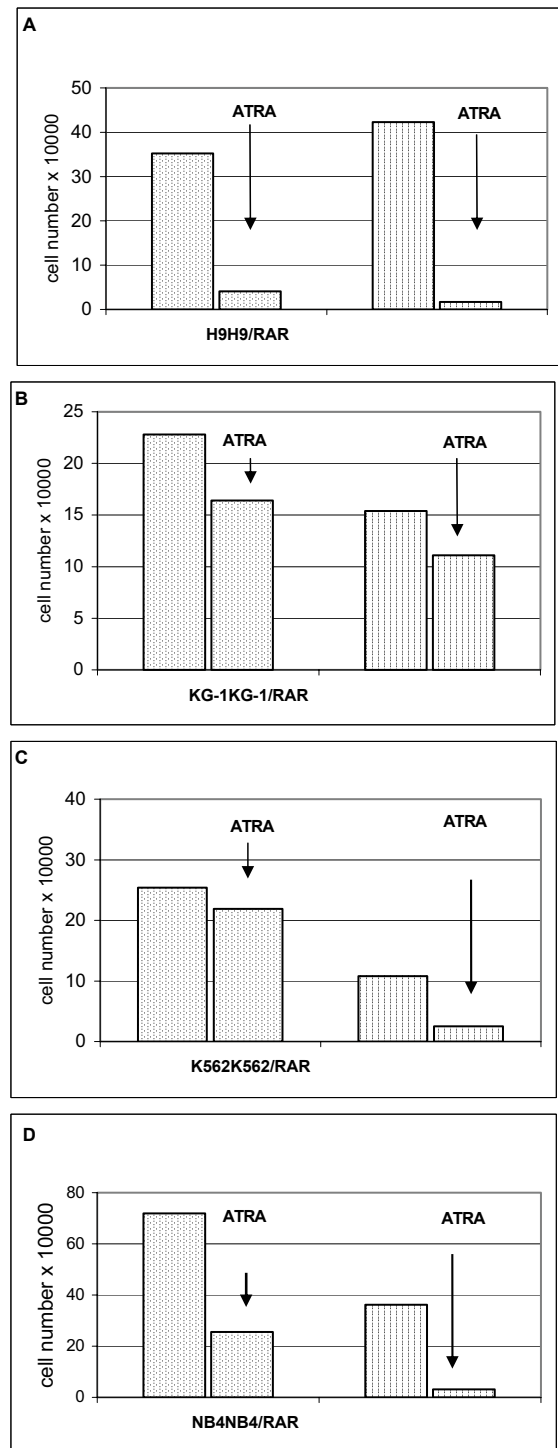 A
cell number x 10000
50
40
30
20
10
0
ATRA
ATRA
H9H9/RAR
B
cell number x 10000
25
20
15
10
5
0
ATRA
ATRA
KG-1KG-1/RAR
C
cell number x 10000
40
30
20
10
0
ATRA
ATRA
K562K562/RAR
D
cell number x 10000
80
60
40
20
0
ATRA
ATRA
NB4NB4/RAR